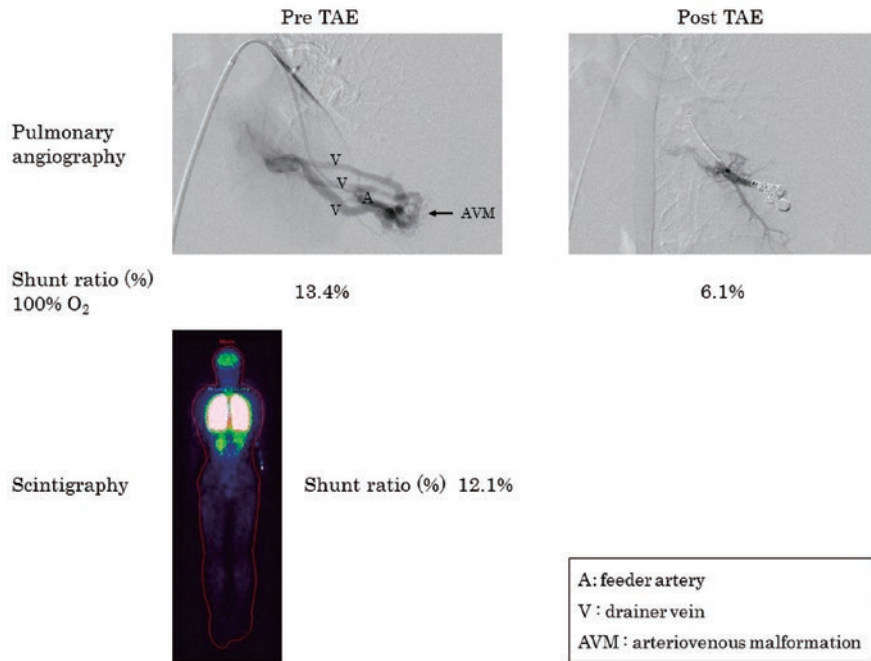 Pre TAE
Post TAE
Pulmonary
angiography
V
V
A
V
AVM
Shunt ratio (%)
100% O₂
13.4%
6.1%
Scintigraphy
Shunt ratio (%) 12.1%
A: feeder artery
V : drainer vein
AVM : arteriovenous malformation